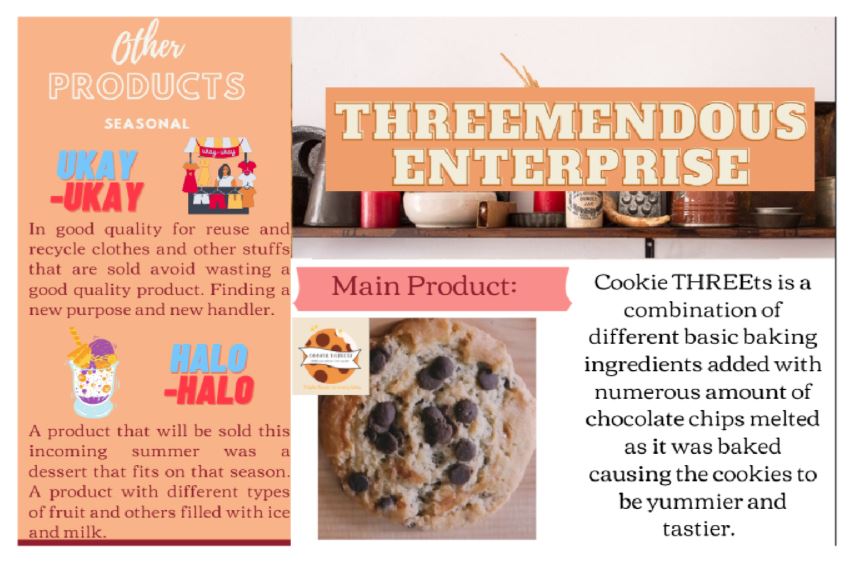 Other
PRODUCTS
SEASONAL
UKAY
-UKAY
ukay-ukay
In good quality for reuse and
recycle clothes and other stuffs
that are sold avoid wasting a
good quality product. Finding a
new purpose and new handler.
HALO
-HALO
A product that will be sold this
incoming summer was a
dessert that fits on that season.
A product with different types
of fruit and others filled with ice
and milk.
THREEMENDOUS
ENTERPRISE
Main Product:
Cookie THREEts is a
combination of
different basic baking
ingredients added with
numerous amount of
chocolate chips melted
as it was baked
causing the cookies to
be yummier and
tastier.